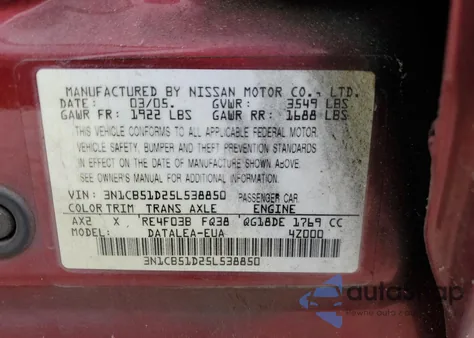 MANUFACTURED BY NISSAN MOTOR CO., LTD.
DATE: 03/05. GVWR: 3549 LBS
GAWR FR: 1922 LBS GAWR RR: 1688 LBS
THIS VEHICLE CONFORMS TO ALL APPLICABLE FEDERAL MOTOR
VEHICLE SAFETY, BUMPER, AND THEFT PREVENTION STANDARDS
IN EFFECT ON THE DATE OF MANUFACTURE SHOWN ABOVE.
SEE OWNER'S MANUAL FOR ADDITIONAL INFORMATION.
VIN: 3N1CB51D25L538850 PASSENGER CAR
COLOR TRIM TRANS AXLE ENGINE
AX2 X RE4F03B FQ38 QG18DE 1769 CC
MODEL: DATALEA-EUA 4Z000
3N1CB51D25L538850
autostrap